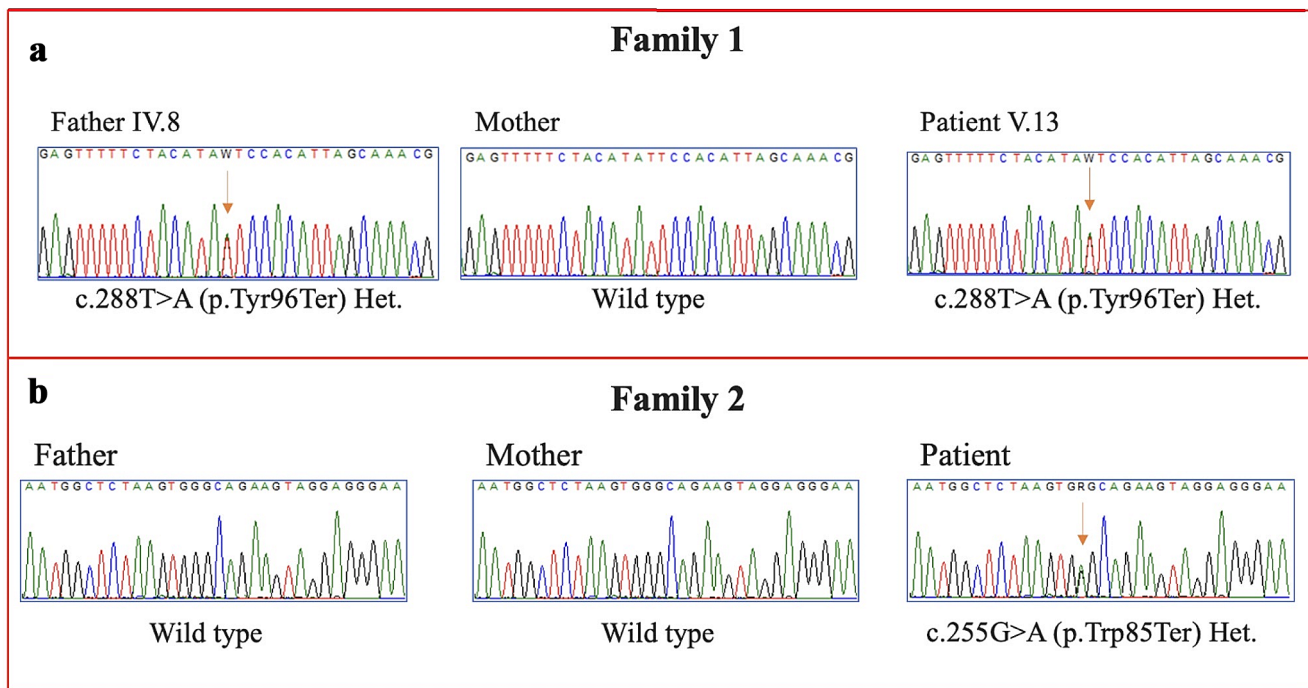 a
Family 1
Father IV.8
Mother
Patient V.13
GAGTTTTTCTACATAWTCCACATTAGCAAACG
GAGTTTTTCTACATATTCCACATTAGCAAACG
GAGTTTTTCTACATAWTCCACATTAGCAAACG
c.288T>A (p.Tyr96Ter) Het.
Wild type
c.288T>A (p.Tyr96Ter) Het.
b
Family 2
Father
Mother
Patient
AATGGCTCTAAGTGGGCAGAAGTAGGAGGGAA
AATGGCTCTAAGTGGGCAGAAGTAGGAGGGAA
AATGGCTCTAAGTGRGCAGAAGTAGGAGGGAA
Wild type
Wild type
c.255G>A (p.Trp85Ter) Het.